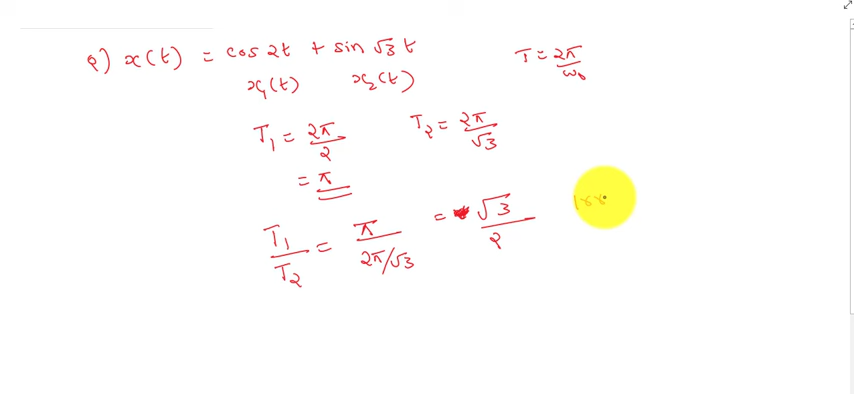 Q) x(t) = cos 2t + sin √3 t
T = 2π/ω₀
x₁(t) x₂(t)
T₁ = 2π/2
T₂ = 2π/√3
= π
T₁/T₂ = π/(2π/√3) = √3/2